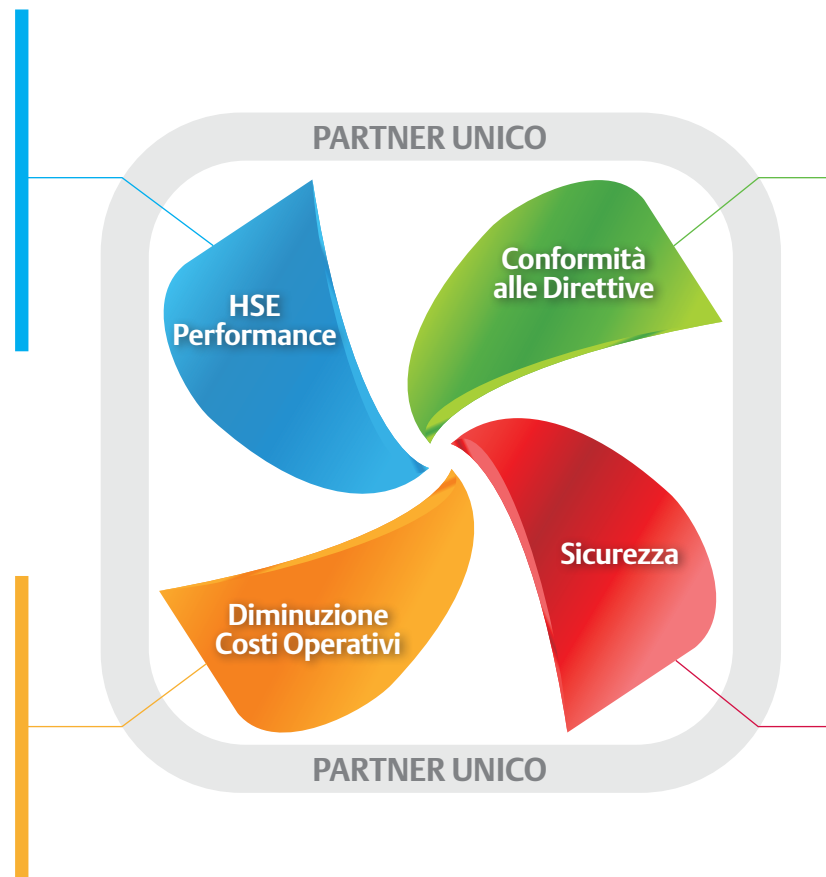 PARTNER UNICO
HSE
Performance
Conformità
alle Direttive
Sicurezza
Diminuzione
Costi Operativi
PARTNER UNICO